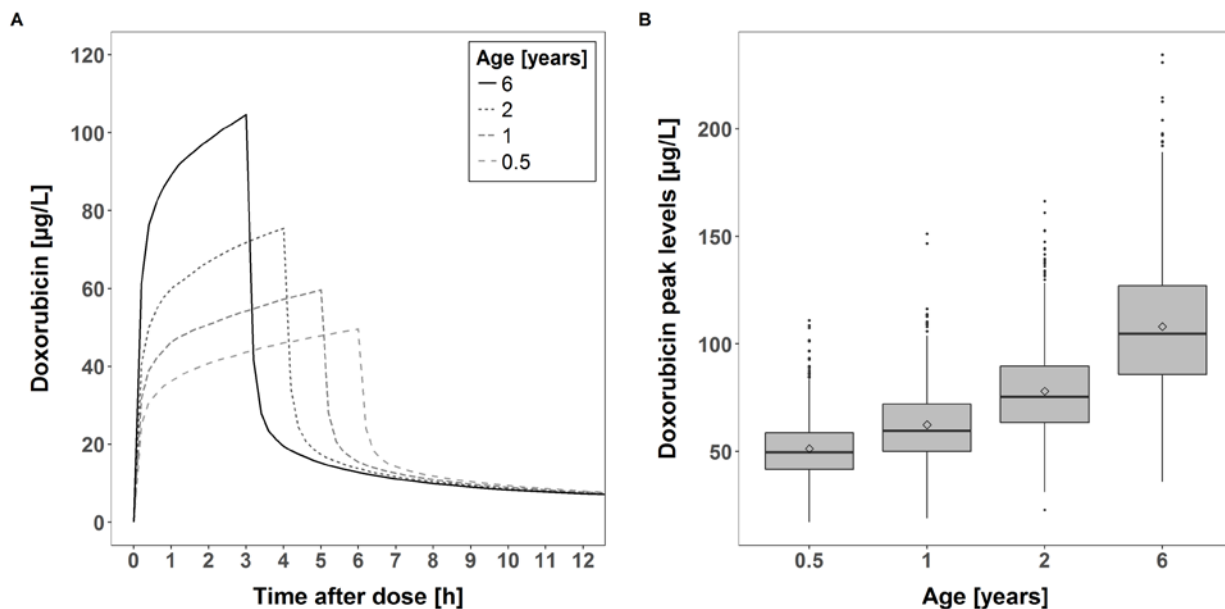 A
Doxorubicin [µg/L]
120
100
80
60
40
20
0
Age [years]
6
2
1
0.5
0 1 2 3 4 5 6 7 8 9 10 11 12
Time after dose [h]
B
Doxorubicin peak levels [µg/L]
200
150
100
50
0.5 1 2 6
Age [years]